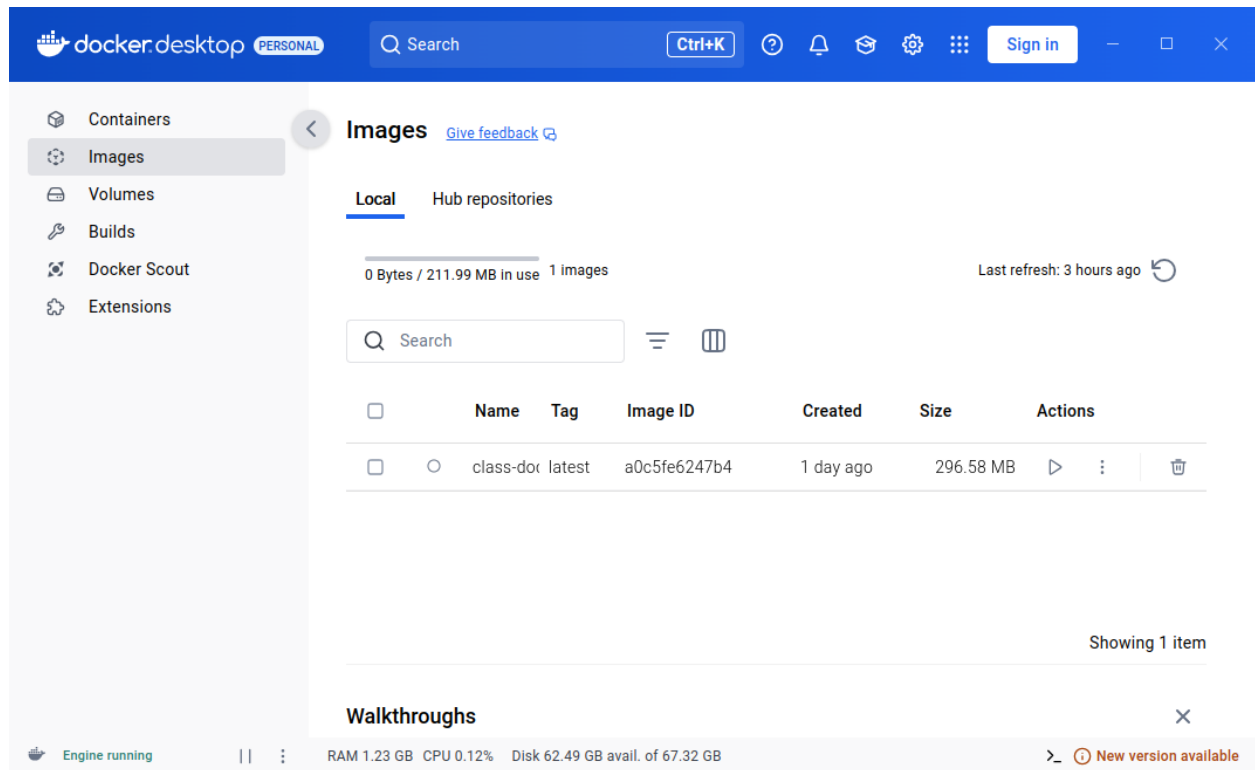 docker.desktop PERSONAL Search Ctrl+K Sign in
Containers
Images
Volumes
Builds
Docker Scout
Extensions
Images Give feedback
Local Hub repositories
0 Bytes / 211.99 MB in use 1 images Last refresh: 3 hours ago
Search
Name Tag Image ID Created Size Actions
class-doc latest a0c5fe6247b4 1 day ago 296.58 MB
Showing 1 item
Walkthroughs
Engine running RAM 1.23 GB CPU 0.12% Disk 62.49 GB avail. of 67.32 GB New version available